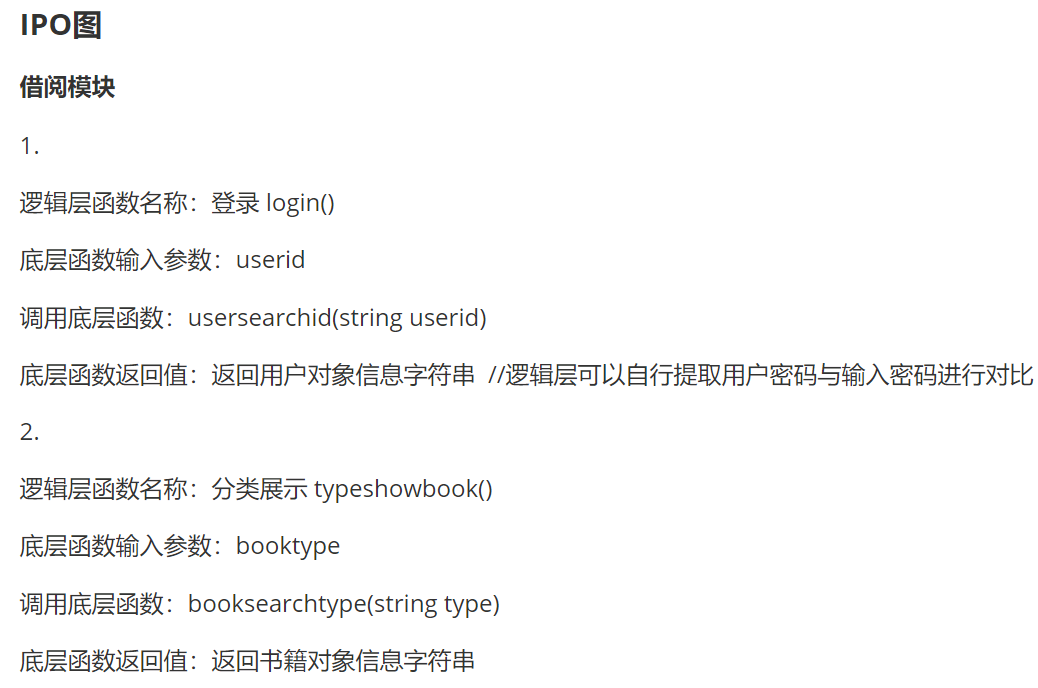 IPO图
借阅模块
1.
逻辑层函数名称：登录 login()
底层函数输入参数：userid
调用底层函数：usersearchid(string userid)
底层函数返回值：返回用户对象信息字符串 //逻辑层可以自行提取用户密码与输入密码进行对比
2.
逻辑层函数名称：分类展示 typeshowbook()
底层函数输入参数：booktype
调用底层函数：booksearchtype(string type)
底层函数返回值：返回书籍对象信息字符串